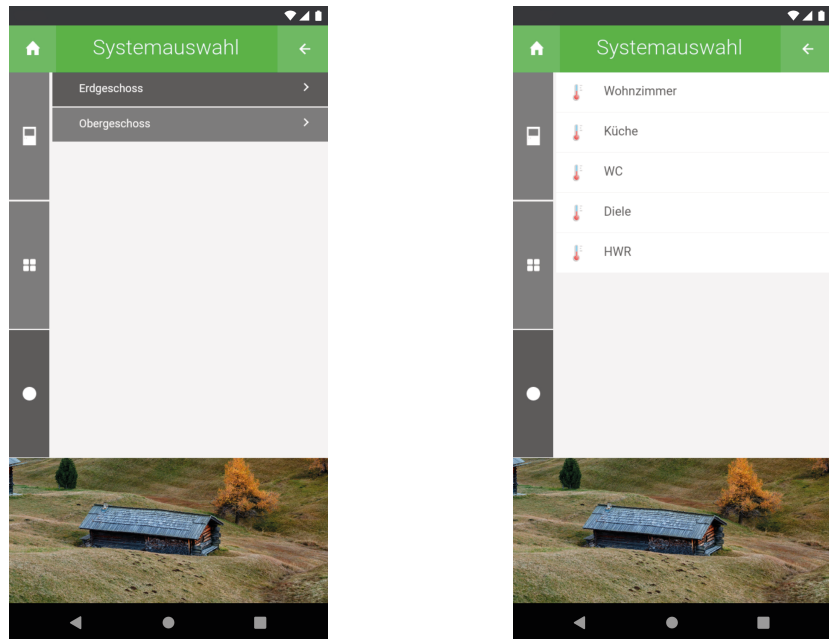 Systemauswahl
Erdgeschoss
Obergeschoss
Systemauswahl
Wohnzimmer
Küche
WC
Diele
HWR